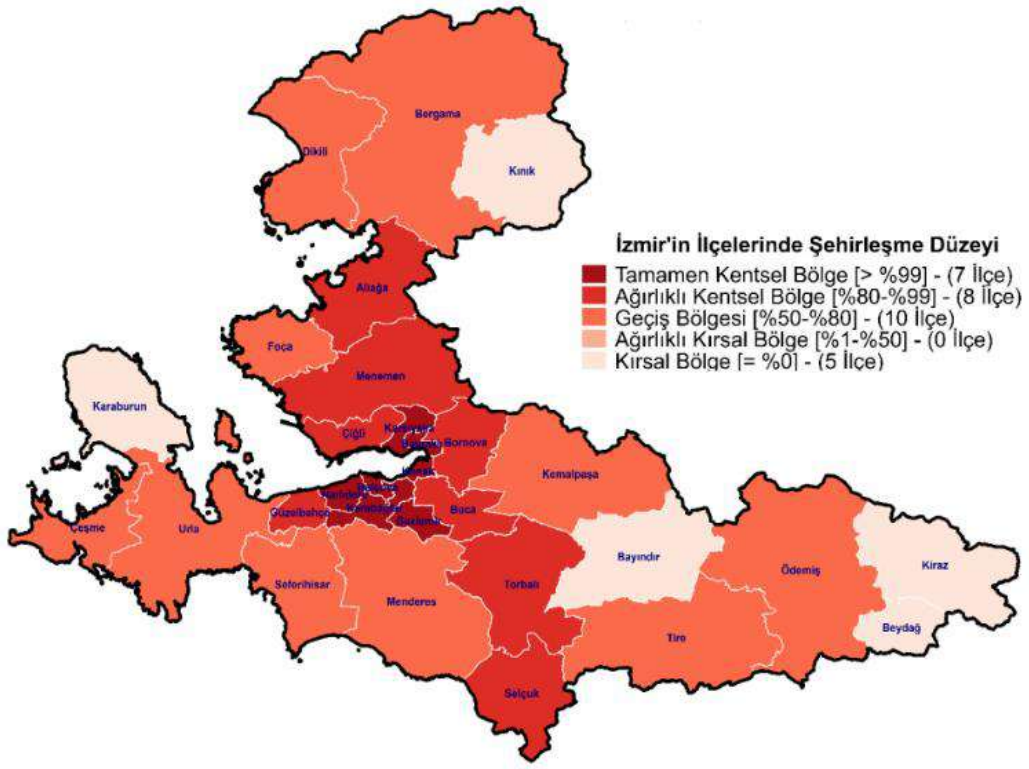 Bergama
Dikili
Kınık
İzmir'in İlçelerinde Şehirleşme Düzeyi
Tamamen Kentsel Bölge [> %99] - (7 İlçe)
Ağırlıklı Kentsel Bölge [%80-%99] - (8 İlçe)
Geçiş Bölgesi [%50-%80] - (10 İlçe)
Ağırlıklı Kırsal Bölge [%1-%50] - (0 İlçe)
Kırsal Bölge [= %0] - (5 İlçe)
Aliağa
Foça
Menemen
Karaburun
Çiğli
Karşıyaka
Bornova
Kemalpaşa
Konak
Güzelbahçe
Buca
Çeşme
Urla
Bayındır
Ödemiş
Kiraz
Seferihisar
Menderes
Torbalı
Beydağ
Tire
Selçuk